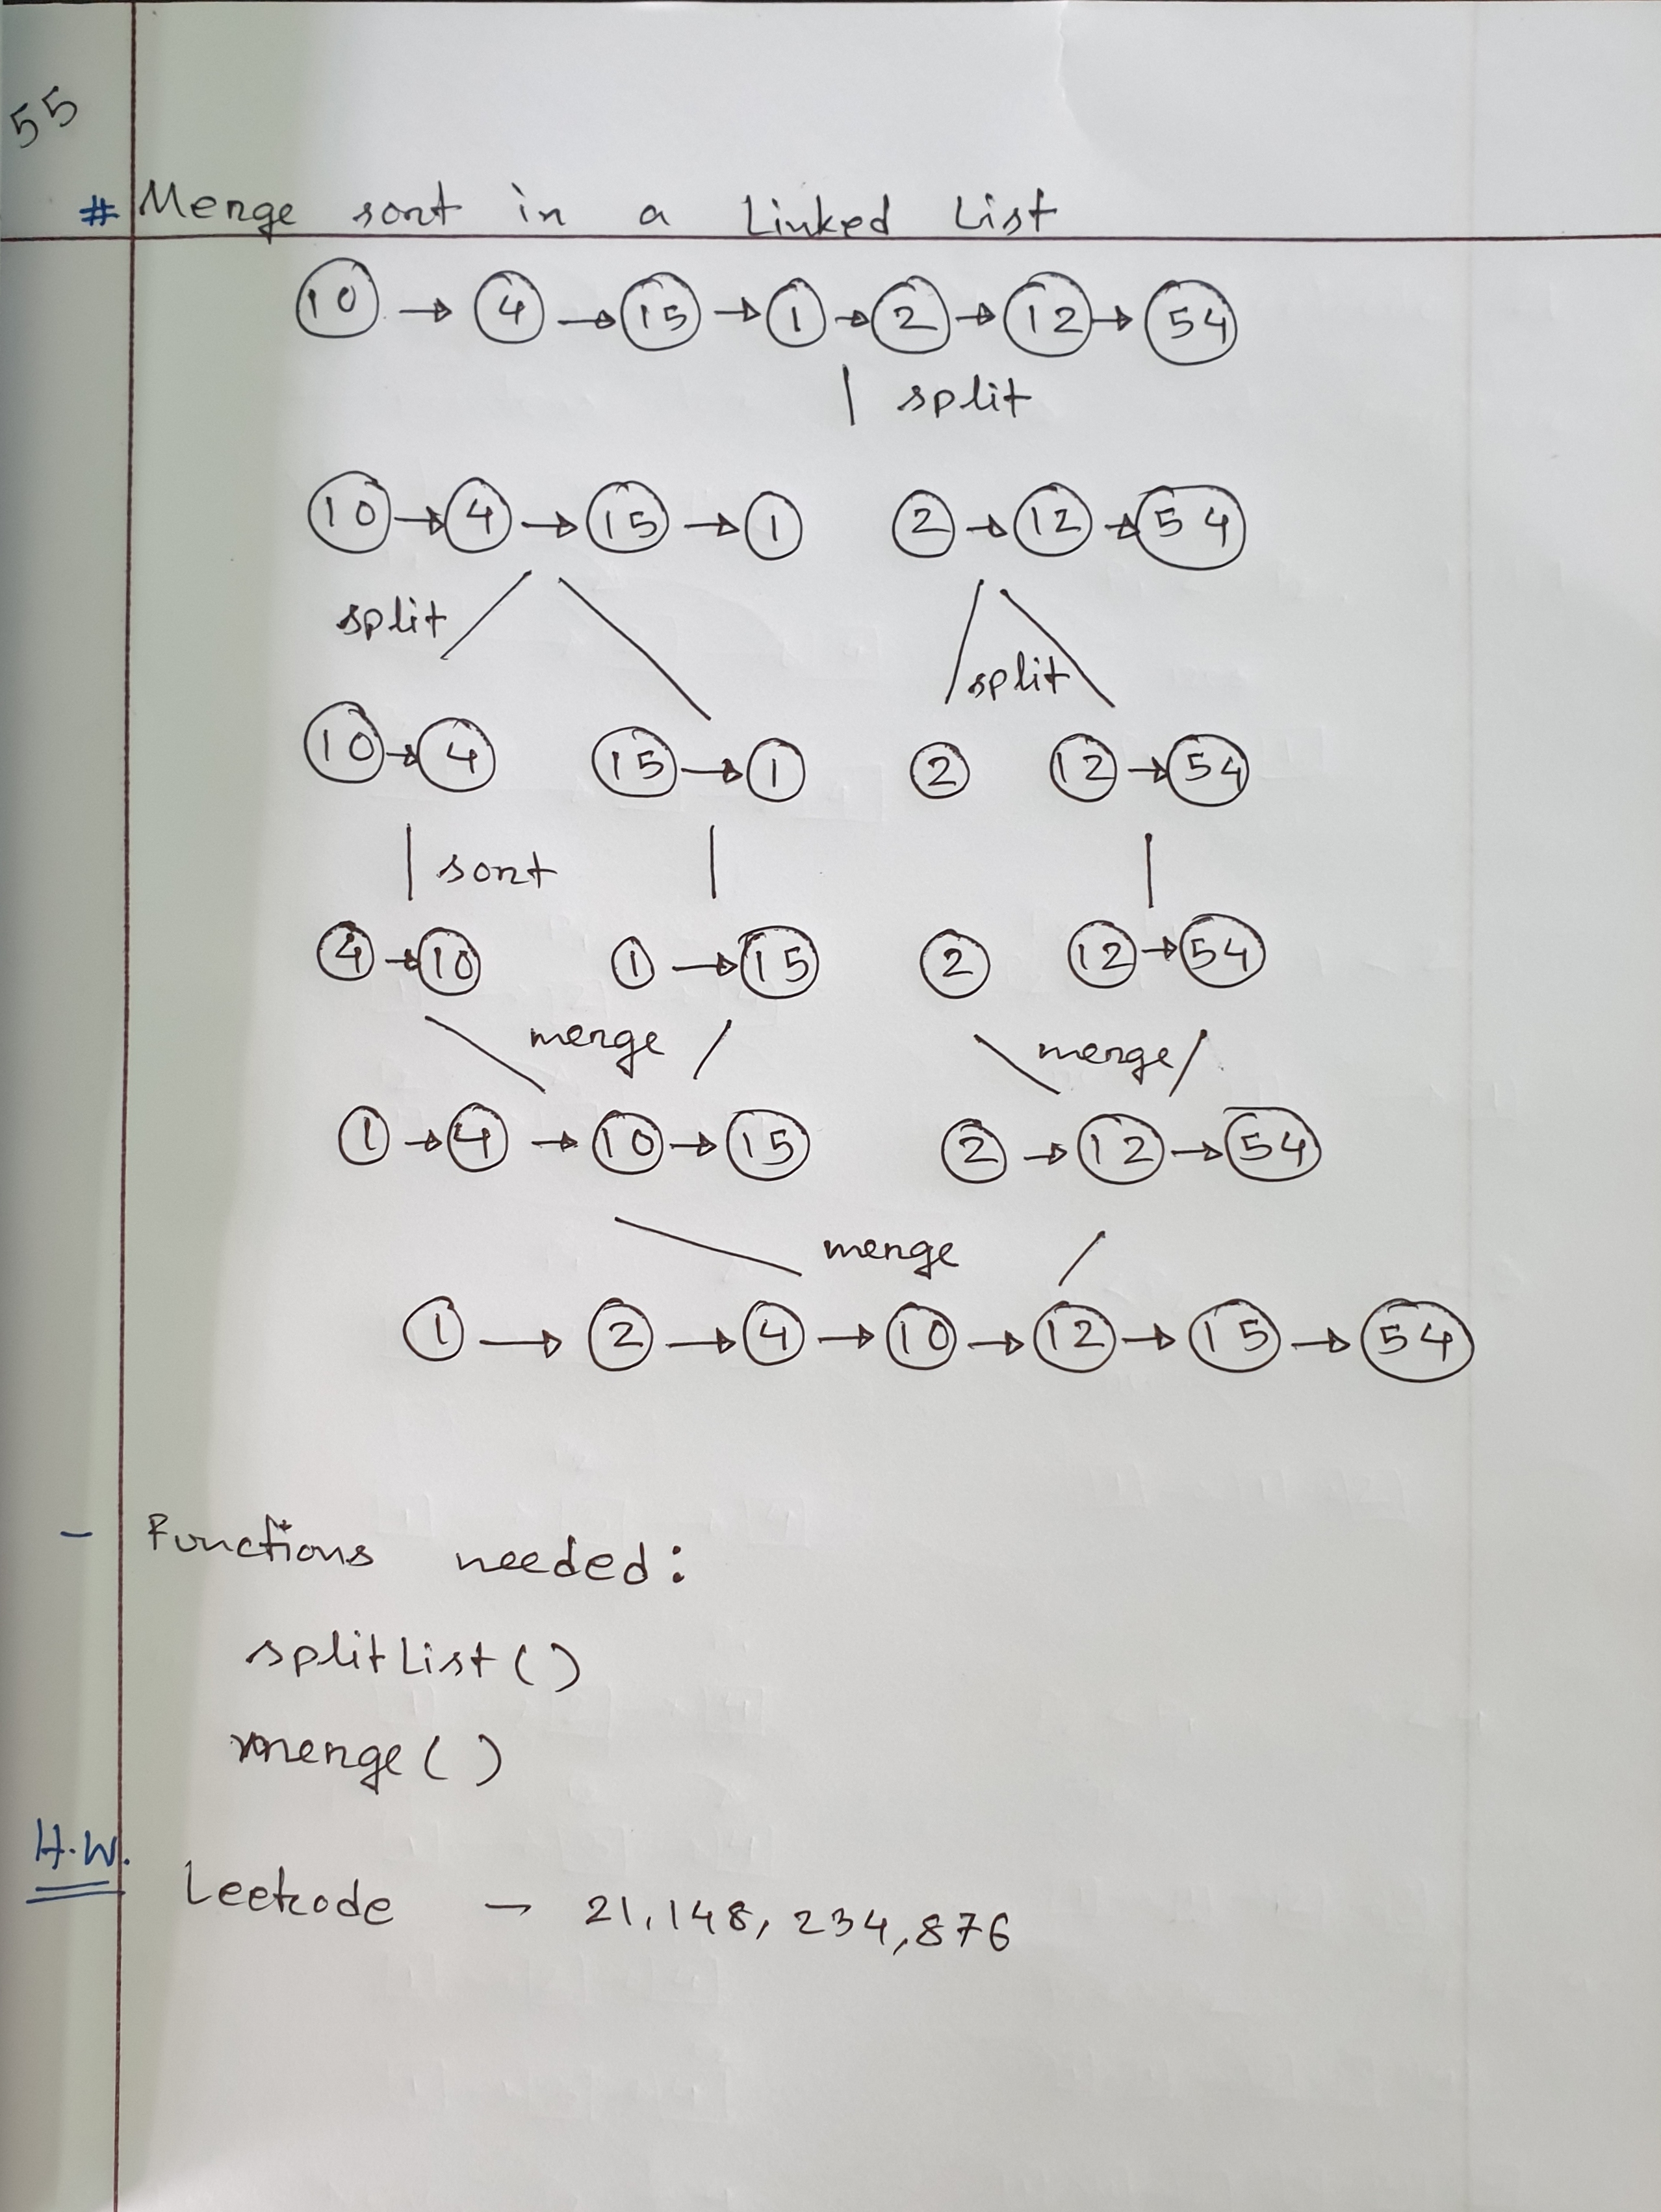 55
# Merge sort in a Linked List
10 → 4 → 15 → 1 → 2 → 12 → 54
split
10 → 4 → 15 → 1 2 → 12 → 54
split split
10 → 4 15 → 1 2 12 → 54
sort
4 → 10 1 → 15 2 12 → 54
merge merge
1 → 4 → 10 → 15 2 → 12 → 54
merge
1 → 2 → 4 → 10 → 12 → 15 → 54
- Functions needed:
splitList()
merge()
H.W.
Leetcode - 21, 148, 234, 876